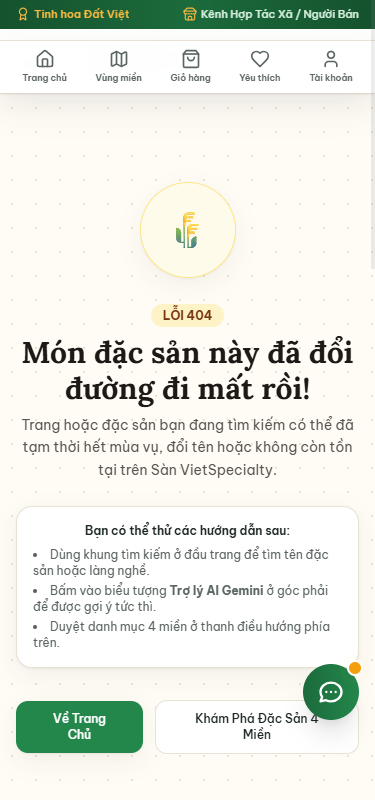 Tinh hoa Đất Việt
Kênh Hợp Tác Xã / Người Bán
Trang chủ
Vùng miền
Giỏ hàng
Yêu thích
Tài khoản
LỖI 404
Món đặc sản này đã đổi
đường đi mất rồi!
Trang hoặc đặc sản bạn đang tìm kiếm có thể đã
tạm thời hết mùa vụ, đổi tên hoặc không còn tồn
tại trên Sàn VietSpecialty.
Bạn có thể thử các hướng dẫn sau:
• Dùng khung tìm kiếm ở đầu trang để tìm tên đặc
sản hoặc làng nghề.
• Bấm vào biểu tượng Trợ lý AI Gemini ở góc phải
để được gợi ý tức thì.
• Duyệt danh mục 4 miền ở thanh điều hướng phía
trên.
Về Trang
Chủ
Khám Phá Đặc Sản 4
Miền